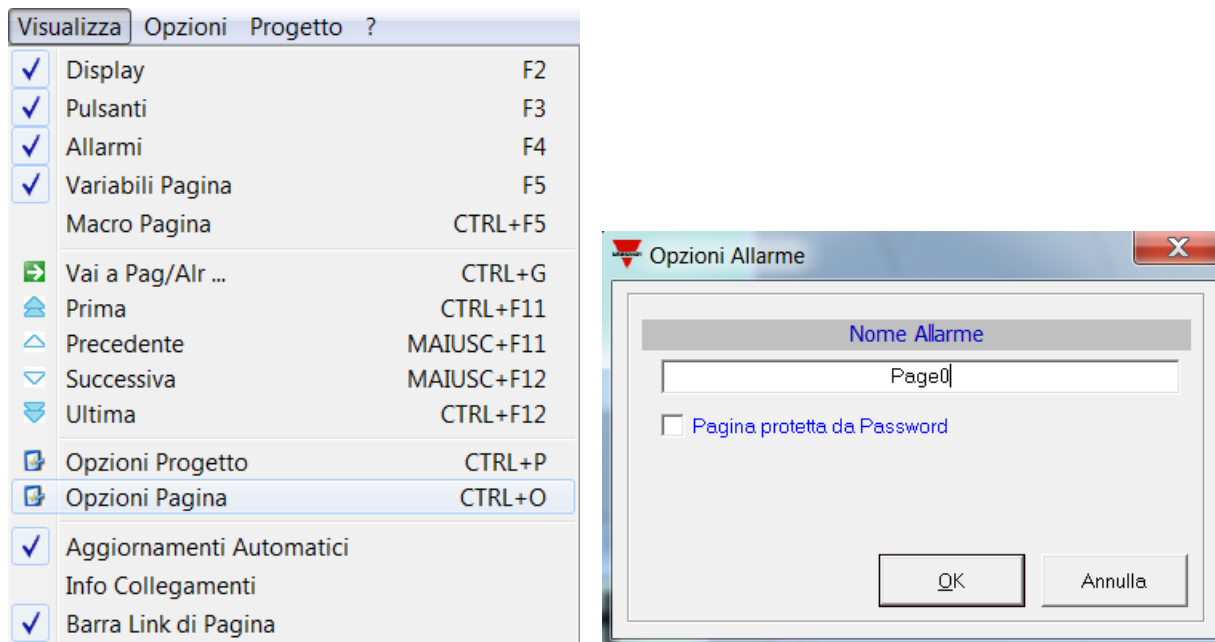 Visualizza Opzioni Progetto ?
Display F2
Pulsanti F3
Allarmi F4
Variabili Pagina F5
Macro Pagina CTRL+F5
Vai a Pag/Alr ... CTRL+G
Prima CTRL+F11
Precedente MAIUSC+F11
Successiva MAIUSC+F12
Ultima CTRL+F12
Opzioni Progetto CTRL+P
Opzioni Pagina CTRL+O
Aggiornamenti Automatici
Info Collegamenti
Barra Link di Pagina
Opzioni Allarme
Nome Allarme
Page0
Pagina protetta da Password
OK Annulla